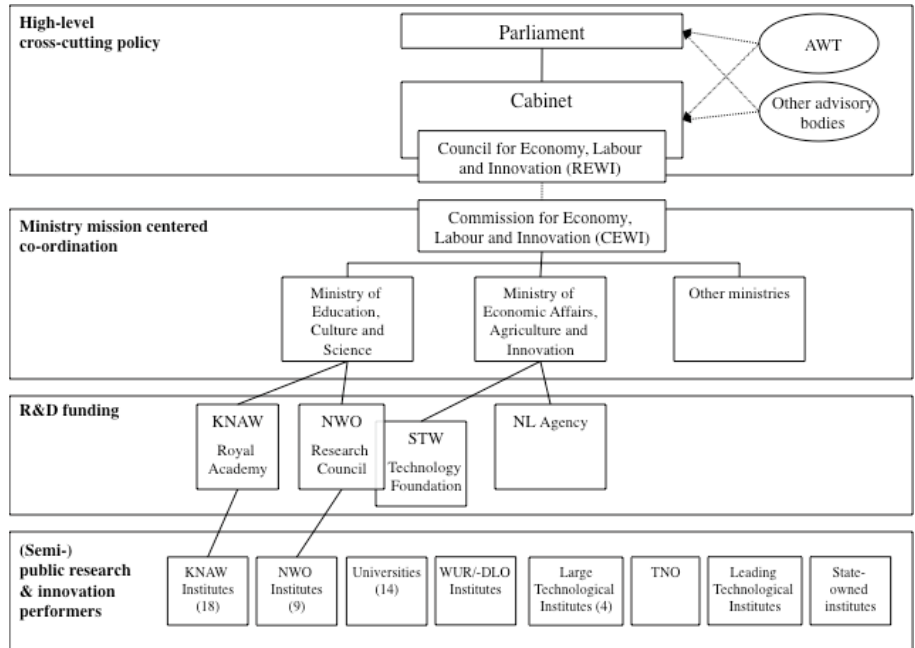 High-level
cross-cutting policy
Parliament
AWT
Cabinet
Other advisory
bodies
Council for Economy, Labour
and Innovation (REWI)
Ministry mission centered
co-ordination
Commission for Economy,
Labour and Innovation (CEWI)
Ministry of
Education,
Culture and
Science
Ministry of
Economic Affairs,
Agriculture and
Innovation
Other ministries
R&D funding
KNAW
Royal
Academy
NWO
Research
Council
STW
Technology
Foundation
NL Agency
(Semi-)
public research
& innovation
performers
KNAW
Institutes
(18)
NWO
Institutes
(9)
Universities
(14)
WUR/-DLO
Institutes
Large
Technological
Institutes (4)
TNO
Leading
Technological
Institutes
State-
owned
institutes